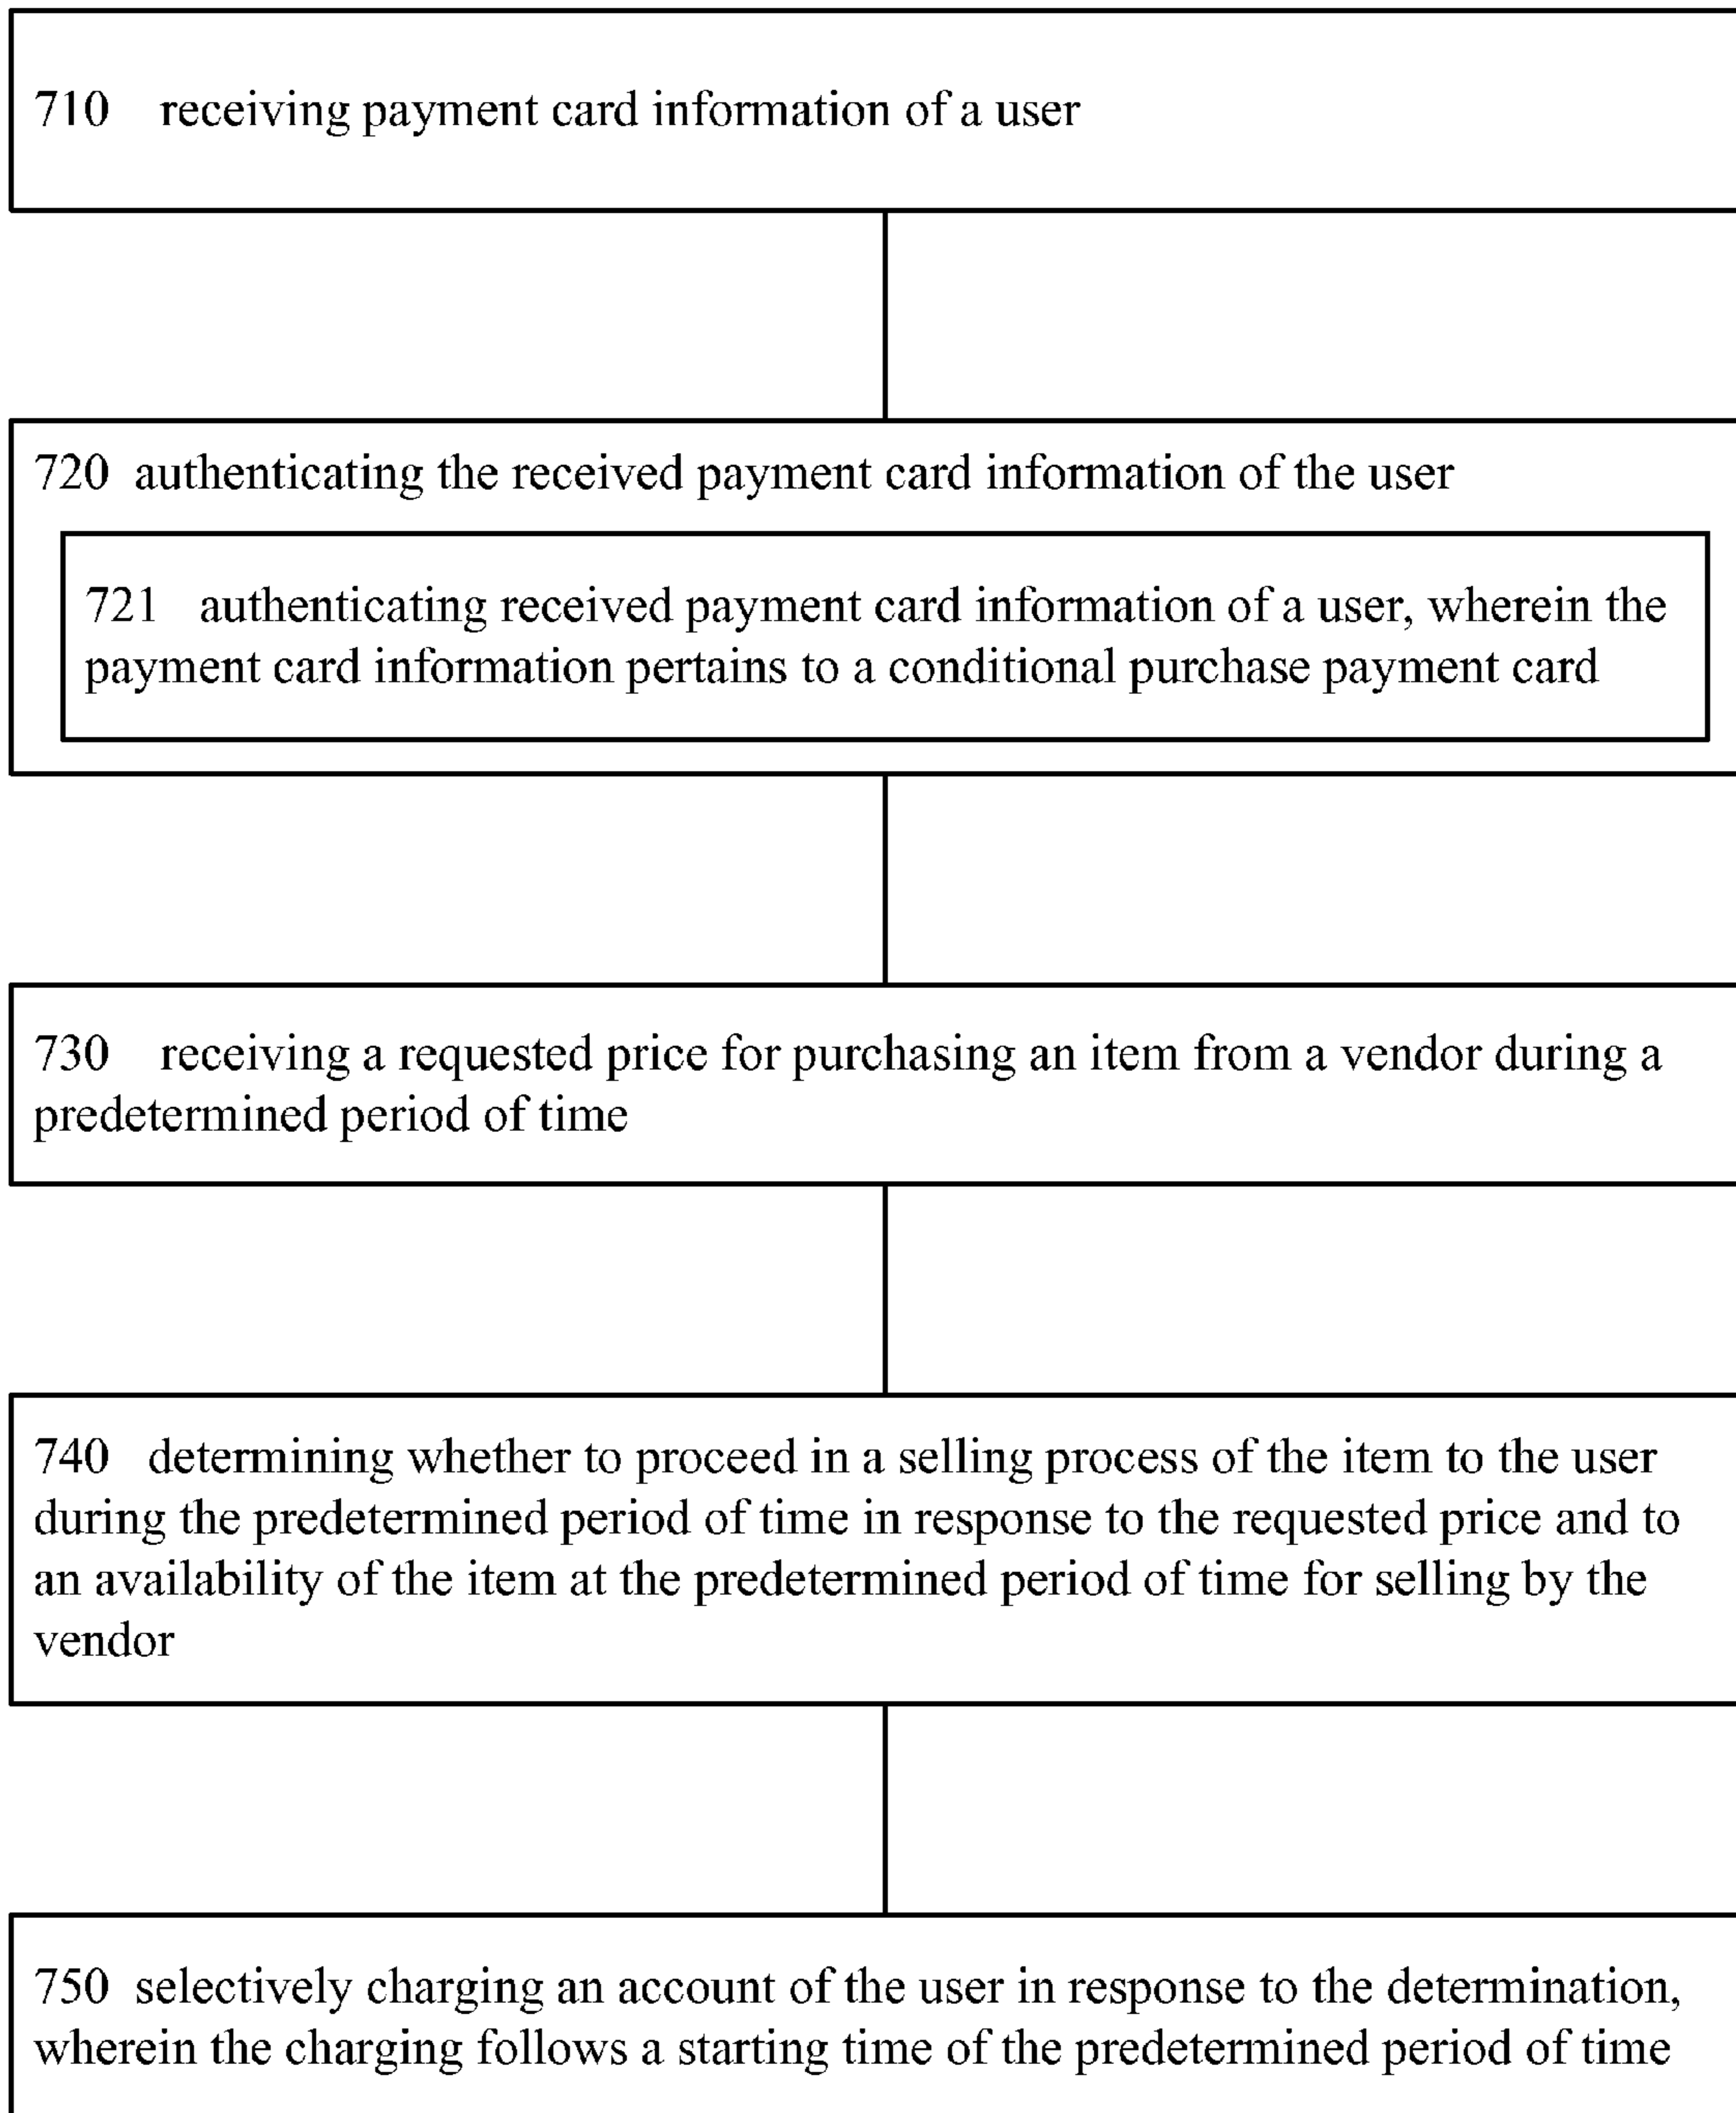 710 receiving payment card information of a user
720 authenticating the received payment card information of the user
721 authenticating received payment card information of a user, wherein the
payment card information pertains to a conditional purchase payment card
730 receiving a requested price for purchasing an item from a vendor during a
predetermined period of time
740 determining whether to proceed in a selling process of the item to the user
during the predetermined period of time in response to the requested price and to
an availability of the item at the predetermined period of time for selling by the
vendor
750 selectively charging an account of the user in response to the determination,
wherein the charging follows a starting time of the predetermined period of time